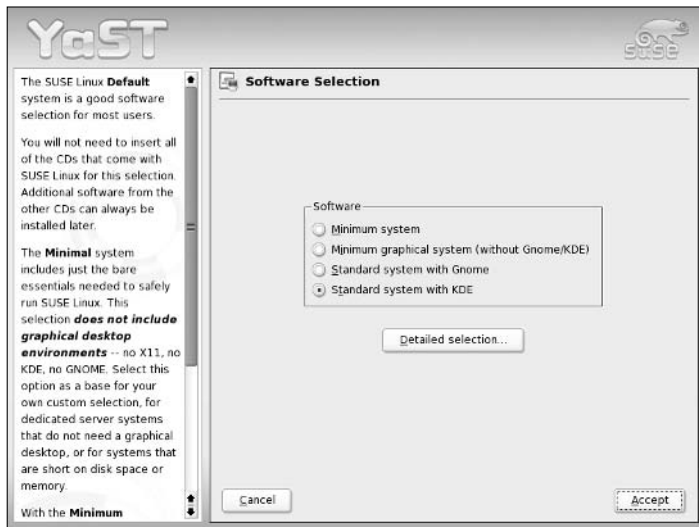 YaST
SUSE
The SUSE Linux Default
system is a good software
selection for most users.
You will not need to insert all
of the CDs that come with
SUSE Linux for this selection.
Additional software from the
other CDs can always be
installed later.
The Minimal system
includes just the bare
essentials needed to safely
run SUSE Linux. This
selection does not include
graphical desktop
environments -- no X11, no
KDE, no GNOME. Select this
option as a base for your
own custom selection, for
dedicated server systems
that do not need a graphical
desktop, or for systems that
are short on disk space or
memory.
With the Minimum
Software Selection
Software
Minimum system
Minimum graphical system (without Gnome/KDE)
Standard system with Gnome
Standard system with KDE
Detailed selection...
Cancel
Accept